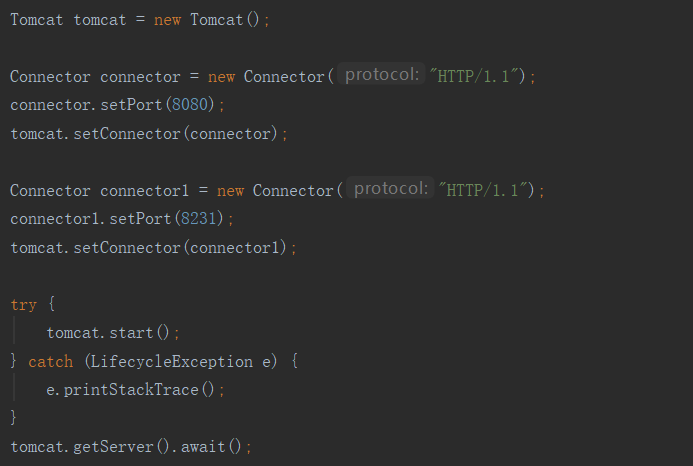 Tomcat tomcat = new Tomcat();
Connector connector = new Connector( protocol: "HTTP/1.1");
connector.setPort(8080);
tomcat.setConnector(connector);
Connector connector1 = new Connector( protocol: "HTTP/1.1");
connector1.setPort(8231);
tomcat.setConnector(connector1);
try {
    tomcat.start();
} catch (LifecycleException e) {
    e.printStackTrace();
}
tomcat.getServer().await();